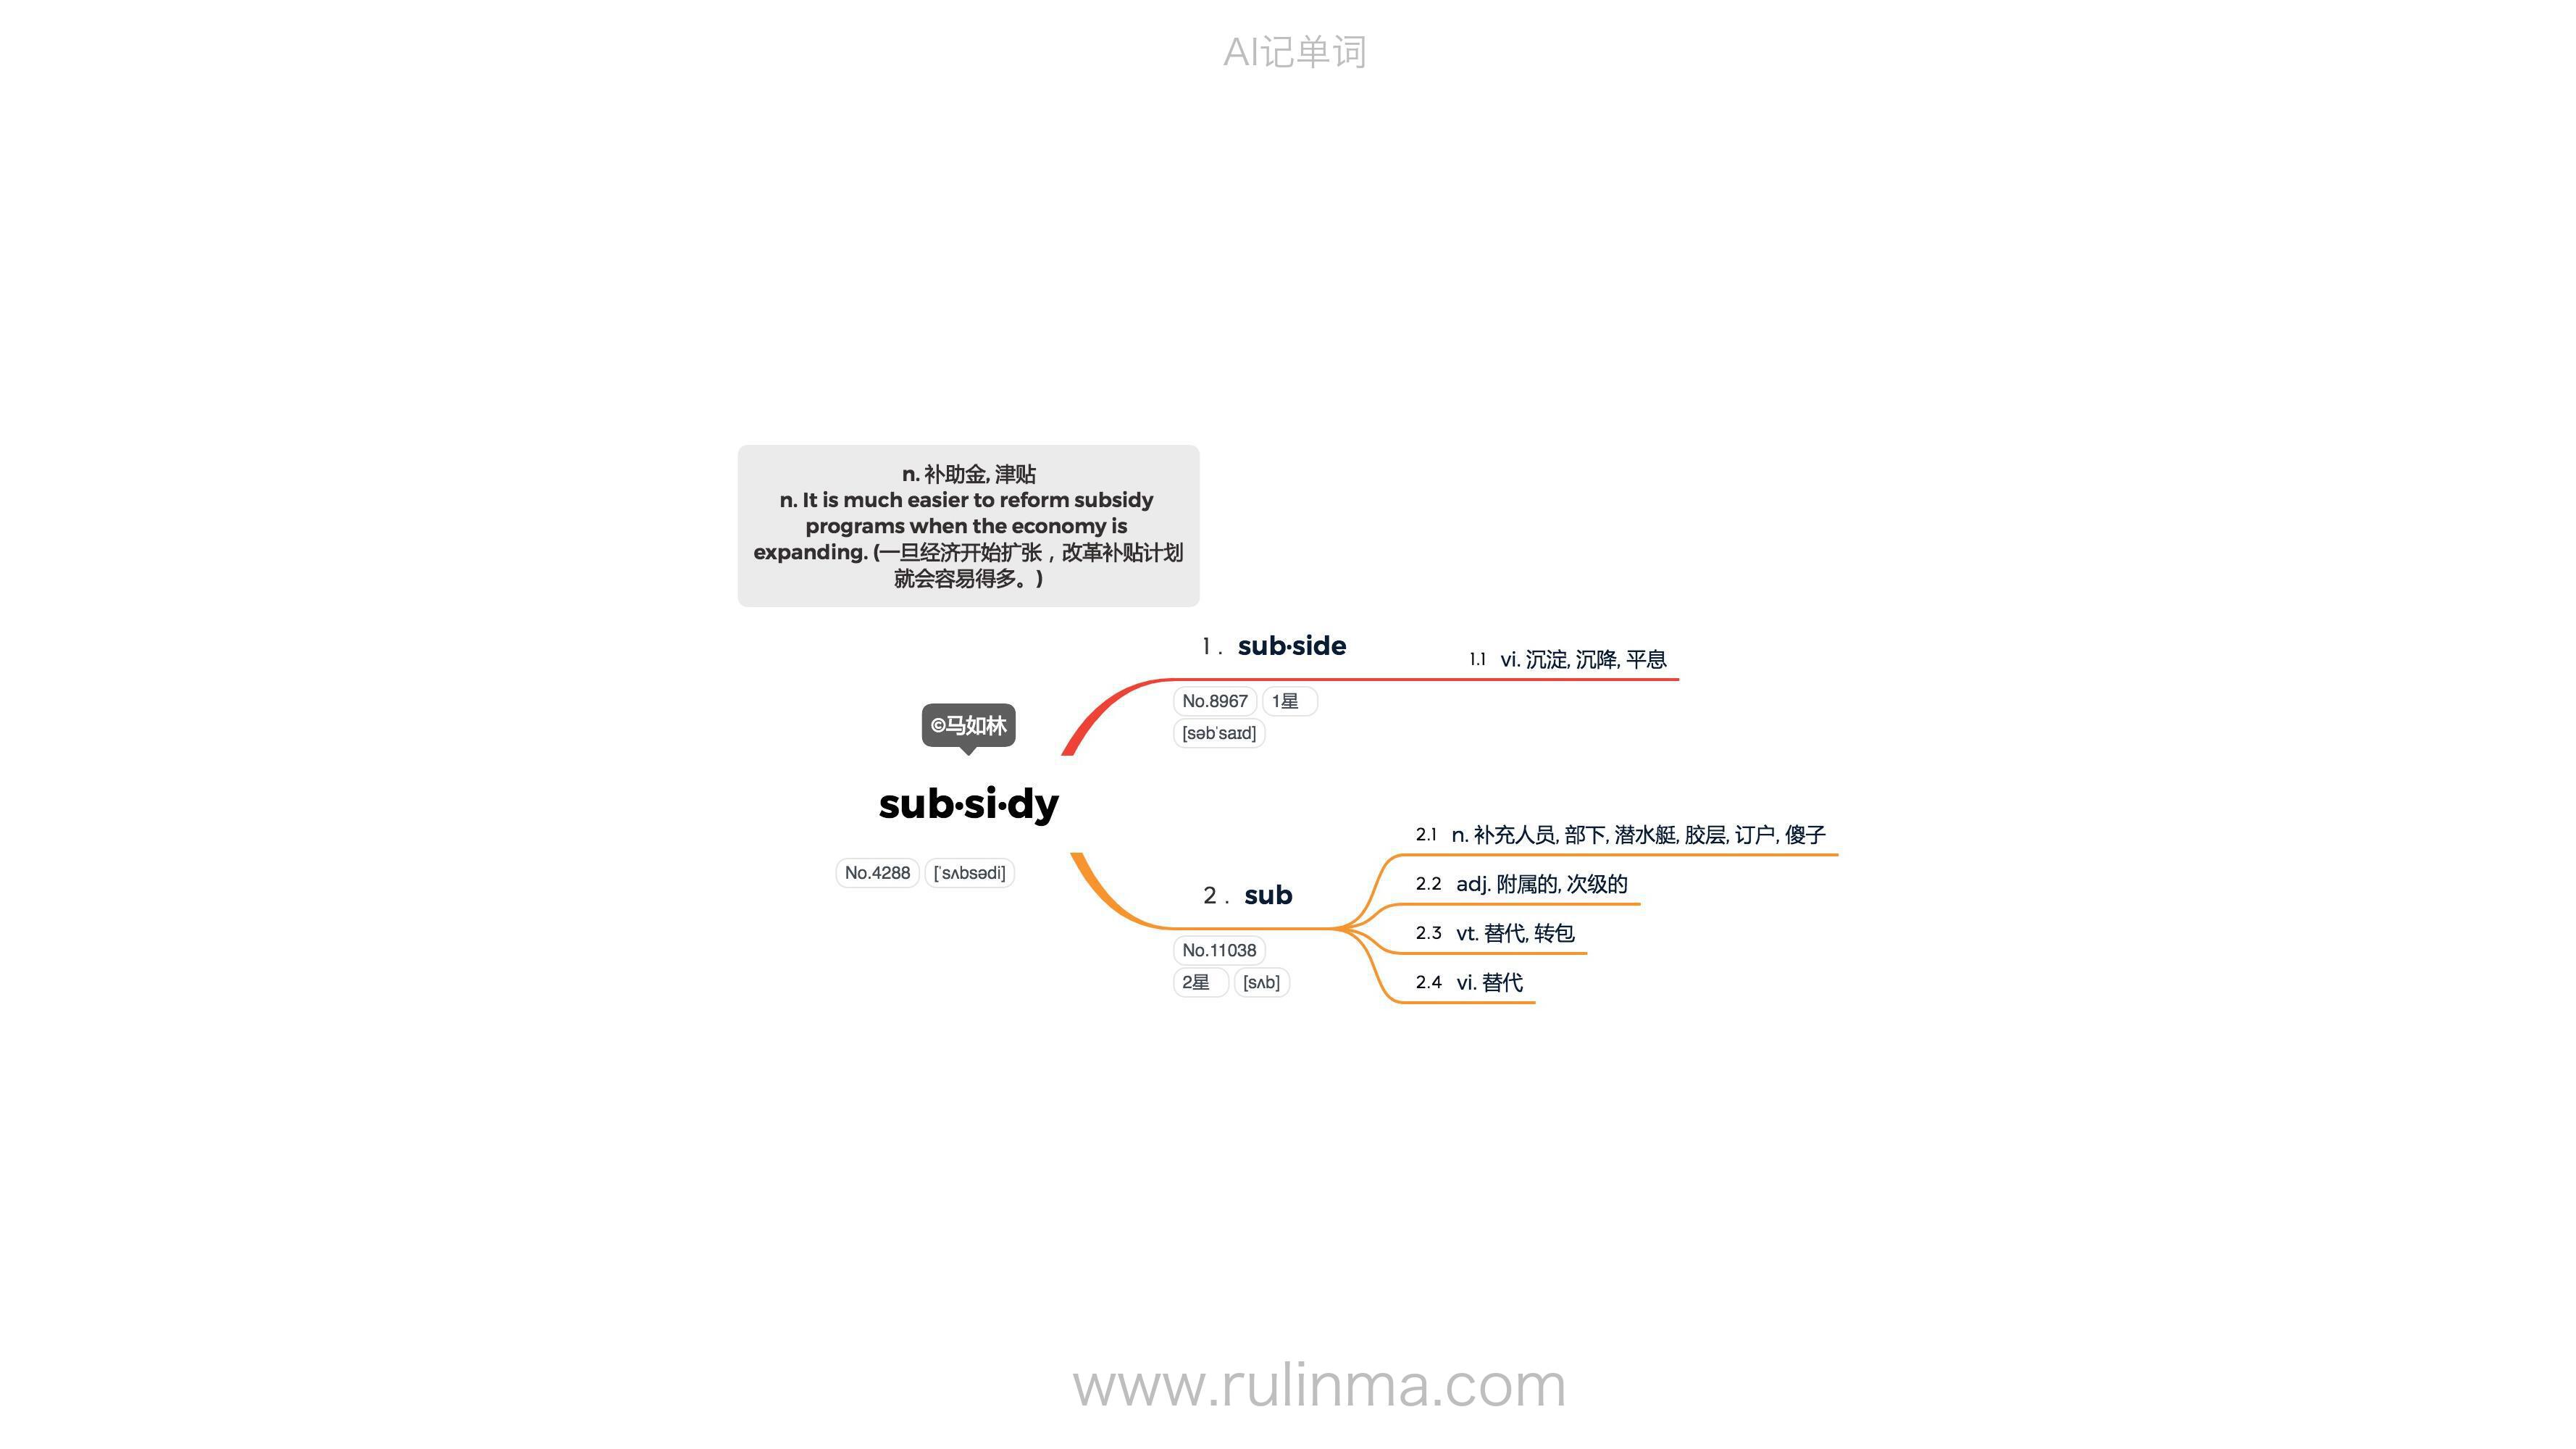 AI记单词
n. 补助金, 津贴
n. It is much easier to reform subsidy
programs when the economy is
expanding. (一旦经济开始扩张，改革补贴计划
就会容易得多。)
1 . sub·side
1.1 vi. 沉淀, 沉降, 平息
No.8967 1星
[səbˈsaɪd]
©马如林
sub·si·dy
No.4288 [ˈsʌbsədi]
2 . sub
No.11038
2星 [sʌb]
2.1 n. 补充人员, 部下, 潜水艇, 胶层, 订户, 傻子
2.2 adj. 附属的, 次级的
2.3 vt. 替代, 转包
2.4 vi. 替代
www.rulinma.com